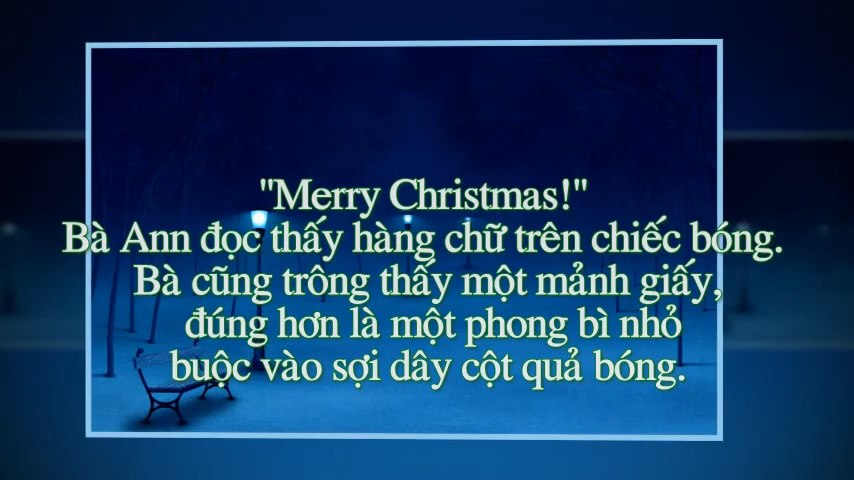 "Merry Christmas!"
Bà Ann đọc thấy hàng chữ trên chiếc bóng.
Bà cũng trông thấy một mảnh giấy,
đúng hơn là một phong bì nhỏ
buộc vào sợi dây cột quả bóng.